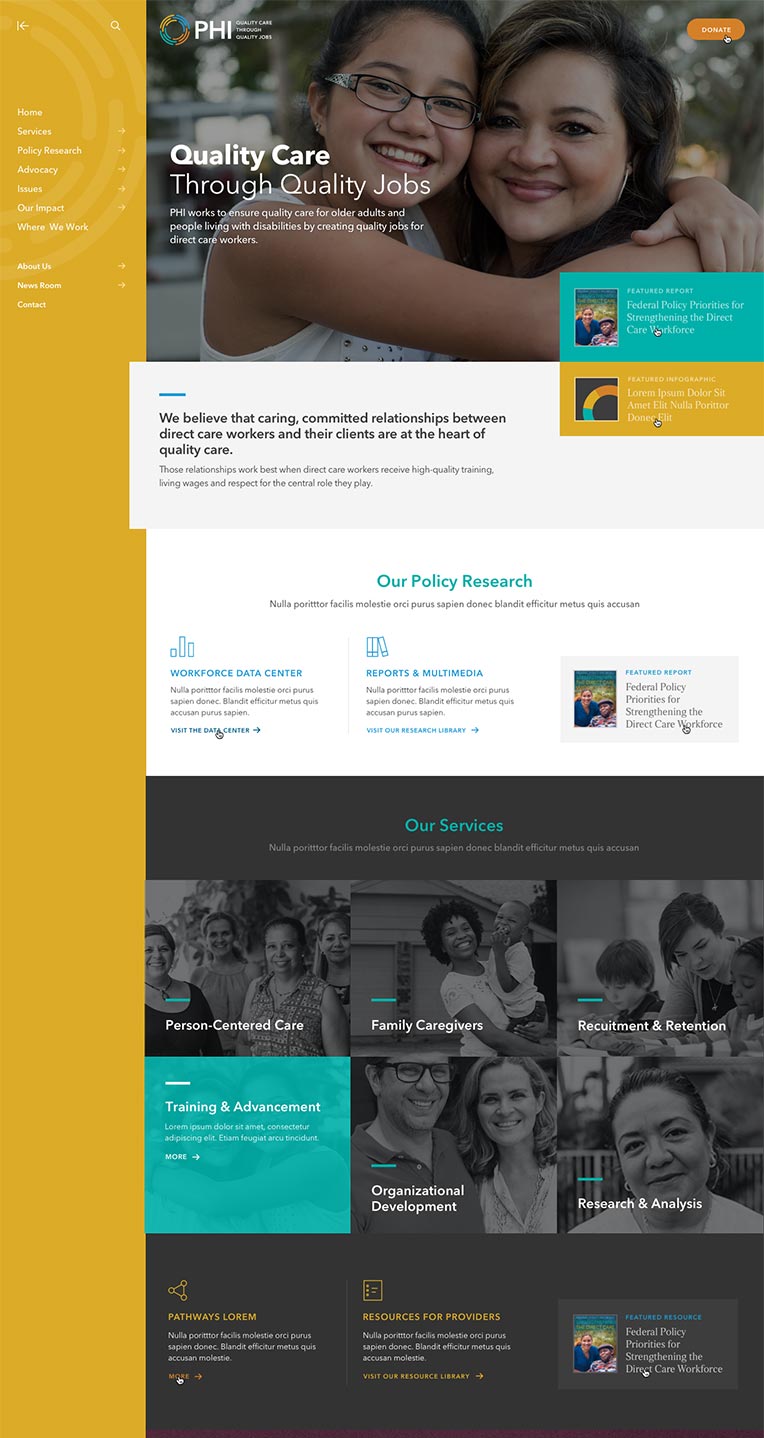 PHI QUALITY CARE
THROUGH
QUALITY JOBS
DONATE
Home
Services
Policy Research
Advocacy
Issues
Our Impact
Where We Work
About Us
News Room
Contact
Quality Care
Through Quality Jobs
PHI works to ensure quality care for older adults and
people living with disabilities by creating quality jobs for
direct care workers.
FEATURED REPORT
Federal Policy Priorities for
Strengthening the Direct
Care Workforce
FEATURED INFOGRAPHIC
Lorem Ipsum Dolor Sit
Amet Elit Nulla Porittor
Donec Elit
We believe that caring, committed relationships between
direct care workers and their clients are at the heart of
quality care.
Those relationships work best when direct care workers receive high-quality training,
living wages and respect for the central role they play.
Our Policy Research
Nulla poritttor facilis molestie orci purus sapien donec blandit efficitur metus quis accusan
WORKFORCE DATA CENTER
Nulla poritttor facilis molestie orci purus
sapien donec. Blandit efficitur metus quis
accusan purus sapien.
VISIT THE DATA CENTER
REPORTS & MULTIMEDIA
Nulla poritttor facilis molestie orci purus
sapien donec. Blandit efficitur metus quis
accusan purus sapien.
VISIT OUR RESEARCH LIBRARY
FEATURED REPORT
Federal Policy
Priorities for
Strengthening the
Direct Care Workforce
Our Services
Nulla poritttor facilis molestie orci purus sapien donec blandit efficitur metus quis accusan
Person-Centered Care
Family Caregivers
Recuitment & Retention
Training & Advancement
Lorem ipsum dolor sit amet, consectetur
adipiscing elit. Etiam feugiat arcu tincidunt.
MORE
Organizational
Development
Research & Analysis
PATHWAYS LOREM
Nulla poritttor facilis molestie orci purus
sapien donec. Blandit efficitur metus quis
accusan molestie.
MORE
RESOURCES FOR PROVIDERS
Nulla poritttor facilis molestie orci purus
sapien donec. Blandit efficitur metus quis
accusan molestie.
VISIT OUR RESOURCE LIBRARY
FEATURED RESOURCE
Federal Policy
Priorities for
Strengthening the
Direct Care Workforce